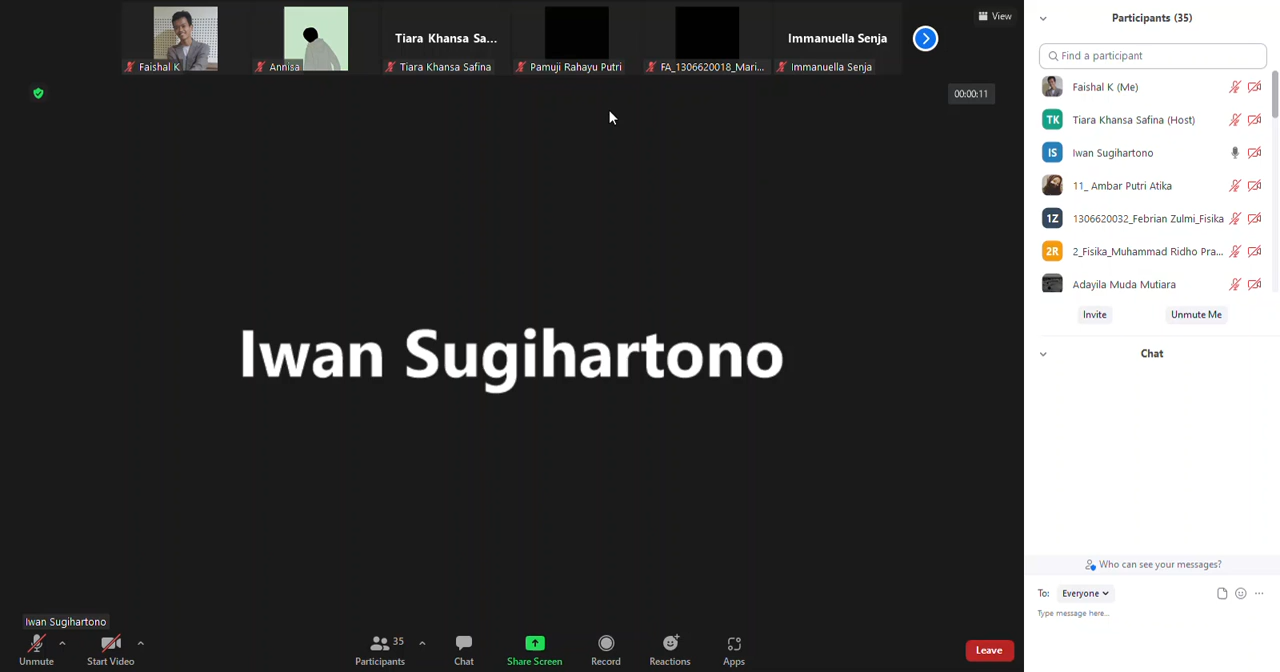 View
Tiara Khansa Sa...
Immanuella Senja
Faishal K
Annisa
Tiara Khansa Safina
Pamuji Rahayu Putri
FA_1306620018_Mari...
Immanuella Senja
00:00:11
Iwan Sugihartono
Iwan Sugihartono
Unmute
Start Video
35
Participants
Chat
Share Screen
Record
Reactions
Apps
Leave
Participants (35)
Find a participant
Faishal K (Me)
TK
Tiara Khansa Safina (Host)
IS
Iwan Sugihartono
11_ Ambar Putri Atika
1Z
1306620032_Febrian Zulmi_Fisika
2R
2_Fisika_Muhammad Ridho Pra...
Adayila Muda Mutiara
Invite
Unmute Me
Chat
Who can see your messages?
To: Everyone
Type message here...